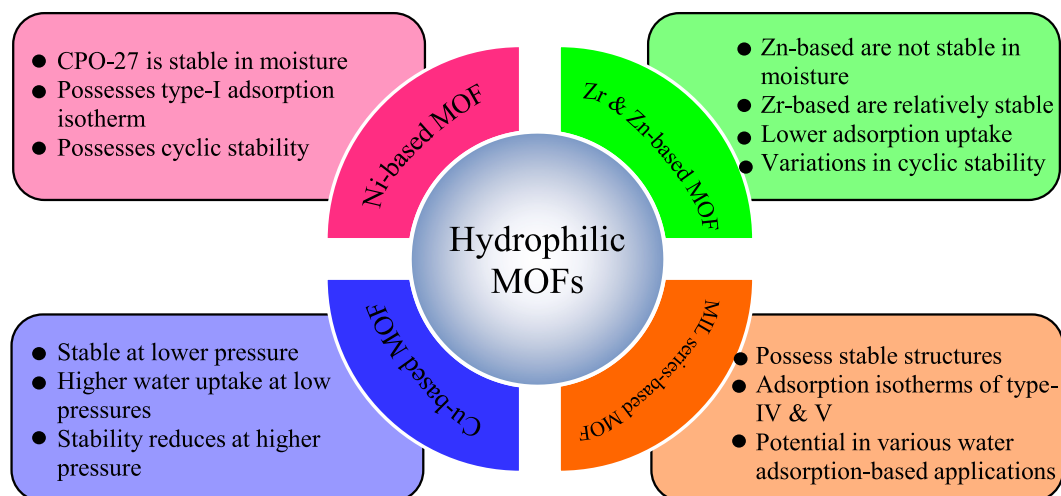 ● CPO-27 is stable in moisture
● Possesses type-I adsorption
isotherm
● Possesses cyclic stability
Ni-based MOF
Zr & Zn-based MOF
● Zn-based are not stable in
moisture
● Zr-based are relatively stable
● Lower adsorption uptake
● Variations in cyclic stability
Hydrophilic
MOFs
● Stable at lower pressure
● Higher water uptake at low
pressures
● Stability reduces at higher
pressure
Cu-based MOF
MIL series-based MOF
● Possess stable structures
● Adsorption isotherms of type-
IV & V
● Potential in various water
adsorption-based applications